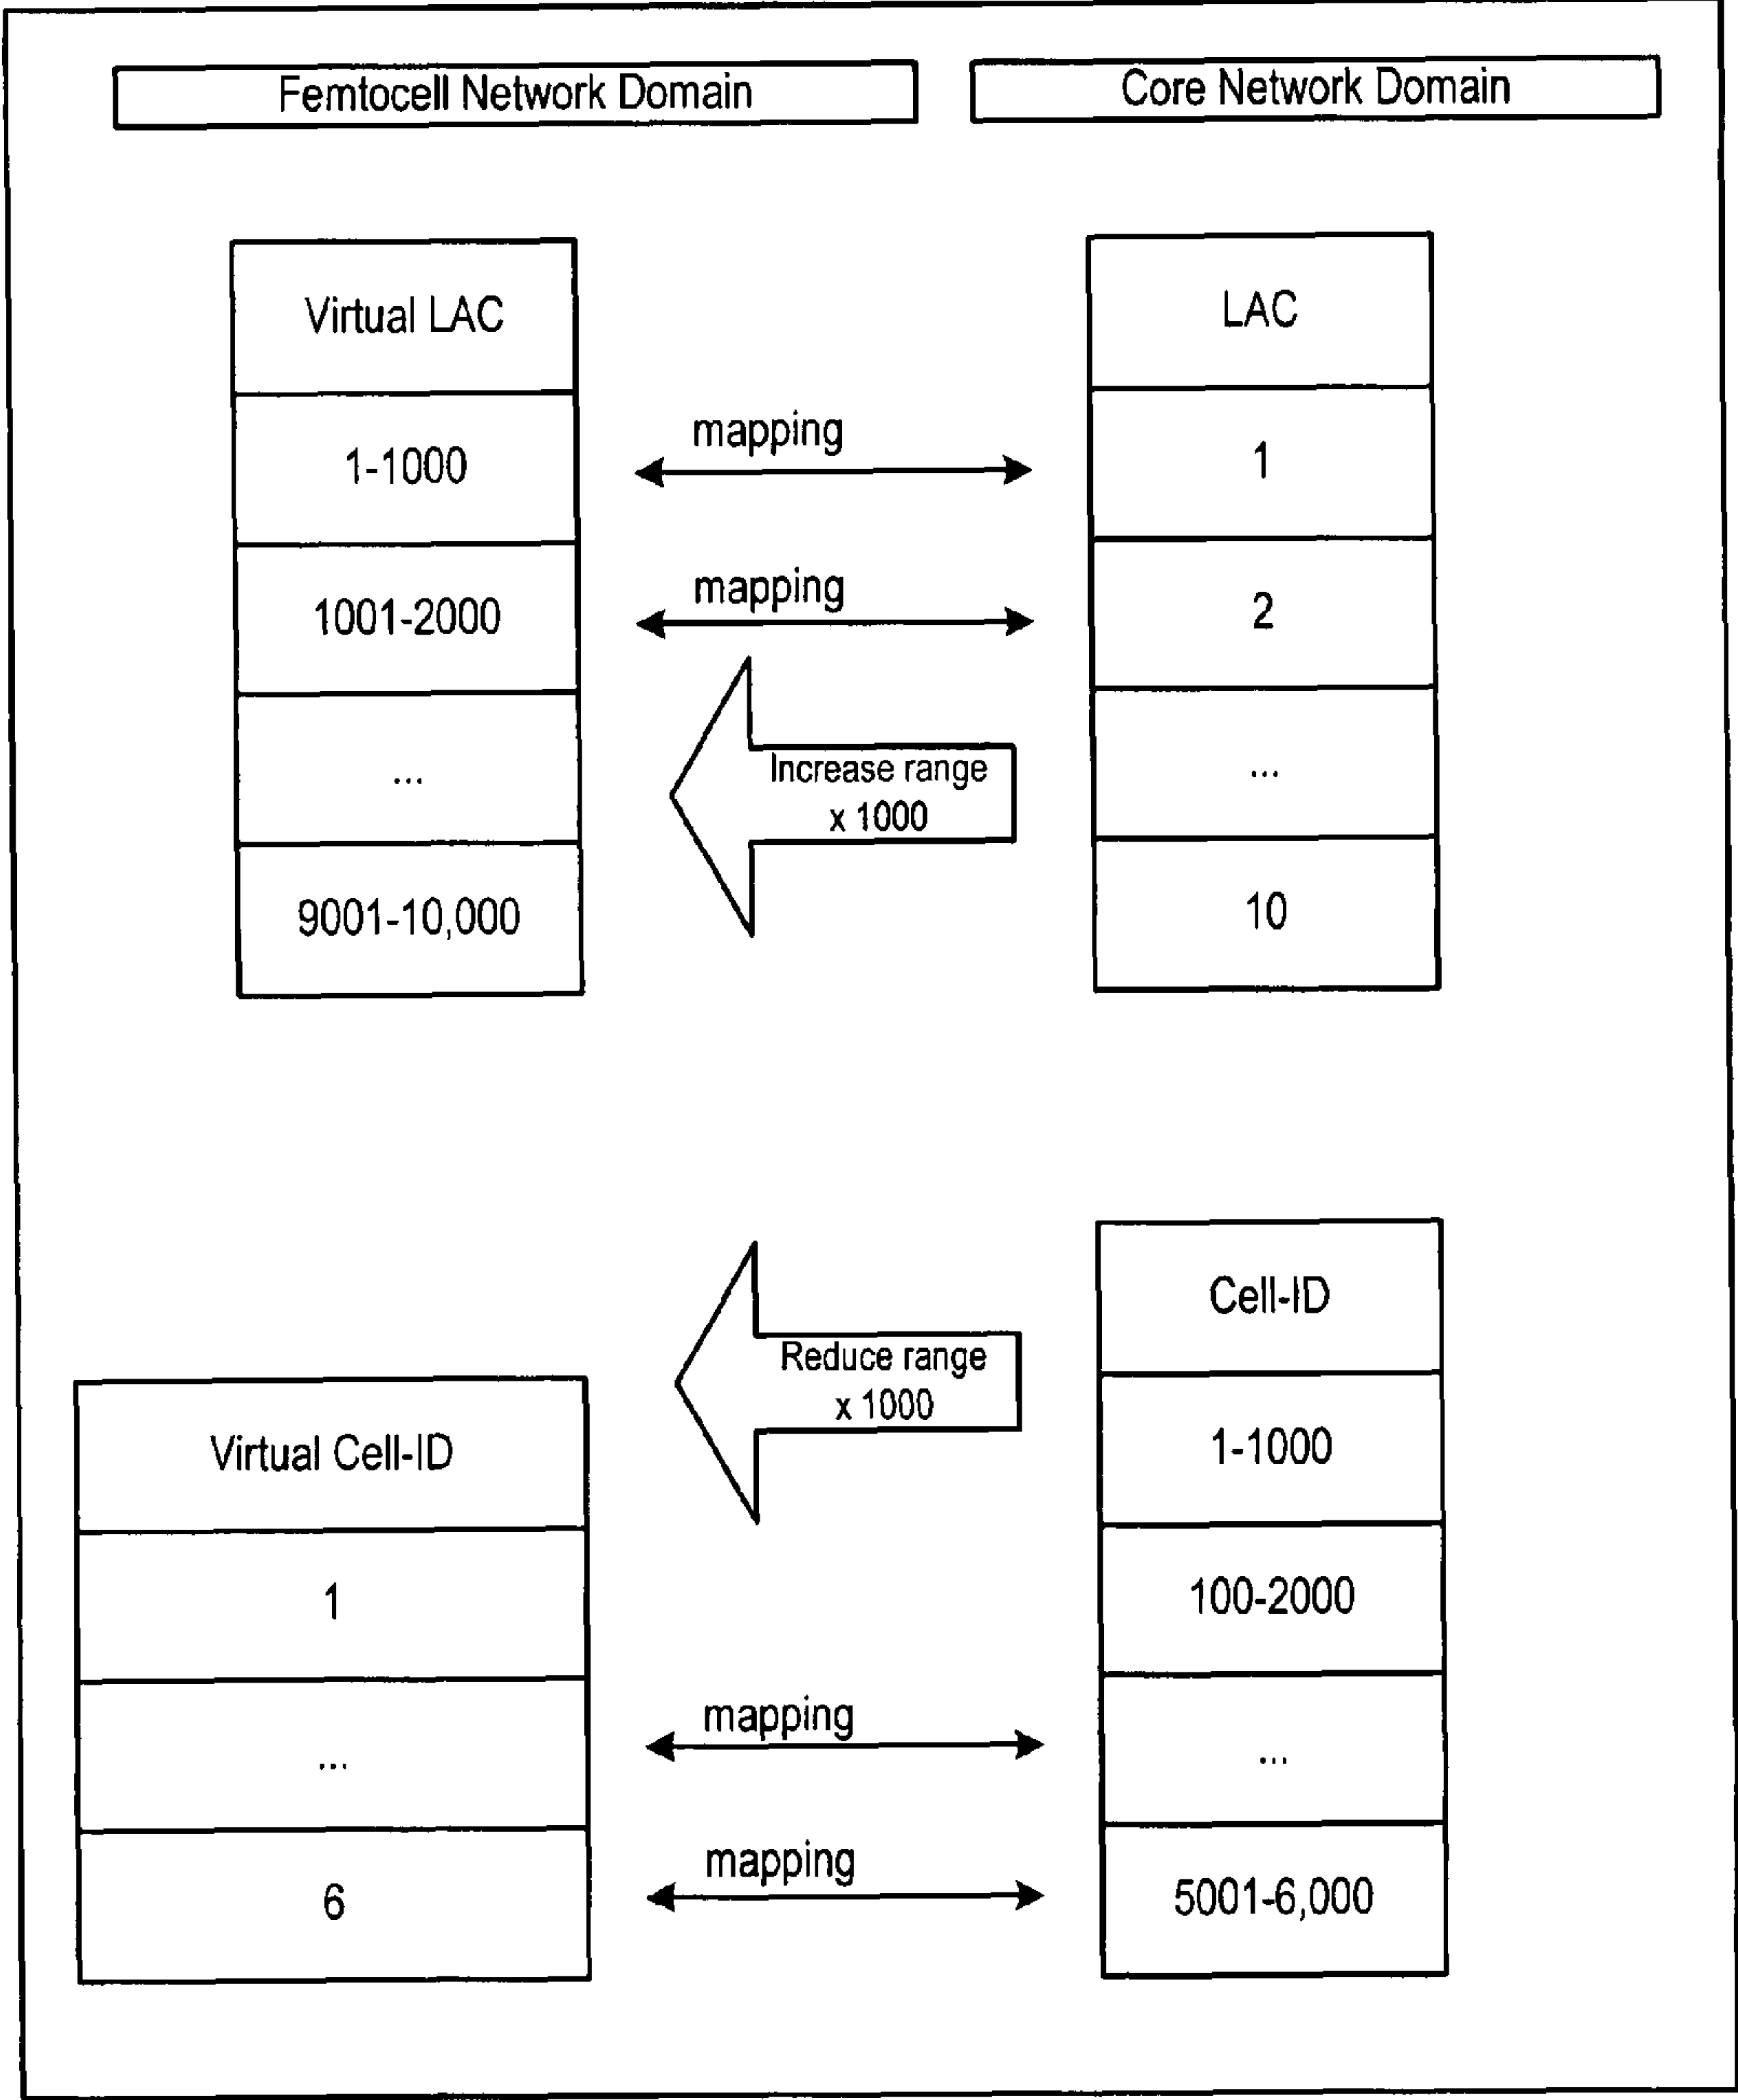 Femtocell Network Domain
Core Network Domain
Virtual LAC
LAC
1-1000
mapping
1
1001-2000
mapping
2
...
Increase range
x 1000
...
9001-10,000
10
Cell-ID
Reduce range
x 1000
1-1000
Virtual Cell-ID
1
100-2000
...
mapping
...
6
mapping
5001-6,000